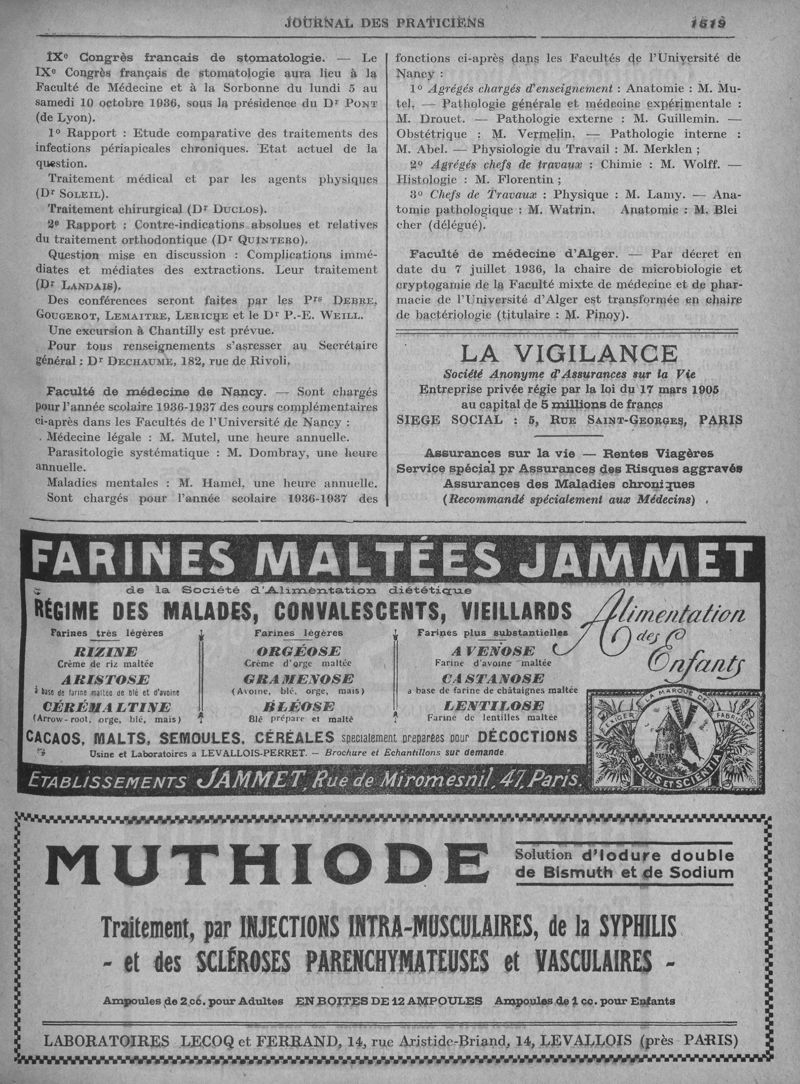 JOURNAL DES PRATICIENS 1519
IXe Congrès francais de stomatologie. — Le
IXe Congrès français de stomatologie aura lieu à la
Faculté de Médecine et à la Sorbonne du lundi 5 au
samedi 10 octobre 1936, sous la présidence du Dr PONT
(de Lyon).
1o Rapport : Etude comparative des traitements des
infections périapicales chroniques. Etat actuel de la
question.
Traitement médical et par les agents physiques
(Dr SOLEIL).
Traitement chirurgical (Dr DUCLOS).
2e Rapport : Contre-indications absolues et relatives
du traitement orthodontique (Dr QUINTERO).
Question mise en discussion : Complications immé-
diates et médiates des extractions. Leur traitement
(Dr LANDAIS).
Des conférences seront faites par les Prs DEBRE,
GOUGEROT, LEMAITRE, LERICHE et le Dr P.-E. WEILL.
Une excursion à Chantilly est prévue.
Pour tous renseignements s'asresser au Secrétaire
général : Dr DECHAUME, 182, rue de Rivoli.
Faculté de médecine de Nancy. — Sont chargés
pour l'année scolaire 1936-1937 des cours complémentaires
ci-après dans les Facultés de l'Université de Nancy :
. Médecine légale : M. Mutel, une heure annuelle.
Parasitologie systématique : M. Dombray, une heure
annuelle.
Maladies mentales : M. Hamel, une heure annuelle.
Sont chargés pour l'année scolaire 1936-1937 des
fonctions ci-après dans les Facultés de l'Université de
Nancy :
1o Agrégés chargés d'enseignement : Anatomie : M. Mu-
tel. — Pathologie générale et médecine expérimentale :
M. Drouet. — Pathologie externe : M. Guillemin. —
Obstétrique : M. Vermelin. — Pathologie interne :
M. Abel. — Physiologie du Travail : M. Merklen ;
2o Agrégés chefs de travaux : Chimie : M. Wolff. —
Histologie : M. Florentin ;
3o Chefs de Travaux : Physique : M. Lamy. — Ana-
tomie pathologique : M. Watrin. Anatomie : M. Blei
cher (délégué).
Faculté de médecine d'Alger. — Par décret en
date du 7 juillet 1936, la chaire de microbiologie et
cryptogamie de la Faculté mixte de médecine et de phar-
macie de l'Université d'Alger est transformée en chaire
de bactériologie (titulaire : M. Pinoy).
LA VIGILANCE
Société Anonyme d'Assurances sur la Vie
Entreprise privée régie par la loi du 17 mars 1905
au capital de 5 millions de francs
SIEGE SOCIAL : 5, RUE SAINT-GEORGES, PARIS
Assurances sur la vie — Rentes Viagères
Service spécial pr Assurances des Risques aggravés
Assurances des Maladies chroniques
(Recommandé spécialement aux Médecins) .
FARINES MALTÉES JAMMET
de la Société d'Alimentation diététique
RÉGIME DES MALADES, CONVALESCENTS, VIEILLARDS
Alimentation
des
Enfants
Farines très légères
RIZINE
Crème de riz maltée
ARISTOSE
à base de farine maltée de blé et d'avoine
CÉRÉMALTINE
(Arrow-root, orge, blé, maïs)
Farines légères
ORGÉOSE
Crème d'orge maltée
GRAMENOSE
(Avoine, blé, orge, maïs)
BLÉOSE
Blé préparé et malté
Farines plus substantielles
AVENOSE
Farine d'avoine maltée
CASTANOSE
a base de farine de châtaignes maltée
LENTILOSE
Farine de lentilles maltée
CACAOS, MALTS, SEMOULES, CÉRÉALES specialement preparées pour DÉCOCTIONS
Usine et Laboratoires a LEVALLOIS-PERRET. — Brochure et Echantillons sur demande
ETABLISSEMENTS JAMMET, Rue de Miromesnil, 47, Paris.
EXIGER LA MARQUE DE FABRIQUE
SALUS ET SCIENTIA
MUTHIODE
Solution d'Iodure double
de Bismuth et de Sodium
Traitement, par INJECTIONS INTRA-MUSCULAIRES, de la SYPHILIS
- et des SCLÉROSES PARENCHYMATEUSES et VASCULAIRES -
Ampoules de 2 cc. pour Adultes EN BOITES DE 12 AMPOULES Ampoules de 1 cc. pour Enfants
LABORATOIRES LECOQ et FERRAND, 14, rue Aristide-Briand, 14, LEVALLOIS (près PARIS)